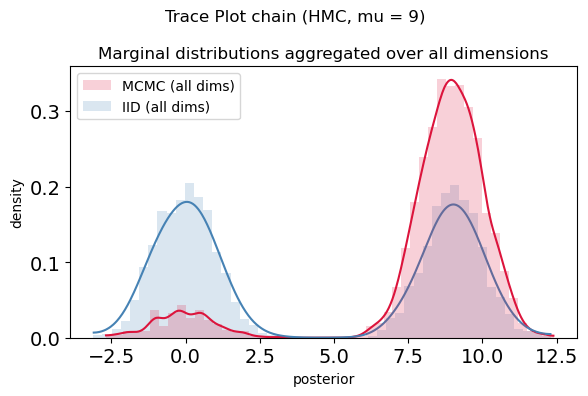 Trace Plot chain (HMC, mu = 9)
Marginal distributions aggregated over all dimensions
MCMC (all dims)
IID (all dims)
density
0.3
0.2
0.1
0.0
−2.5 0.0 2.5 5.0 7.5 10.0 12.5
posterior